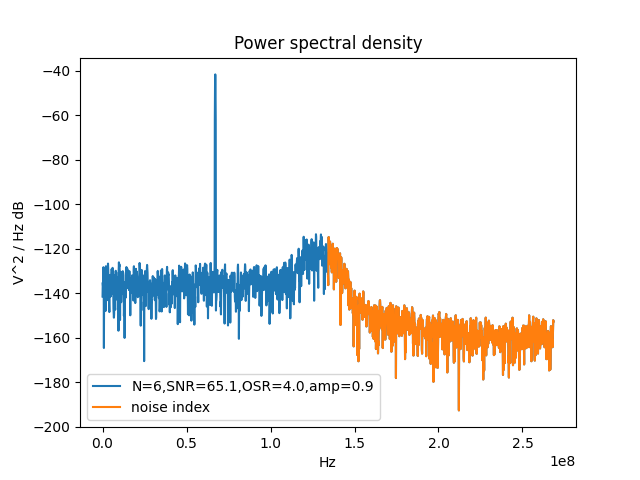 Power spectral density
V^2 / Hz dB
−40
−60
−80
−100
−120
−140
−160
−180
−200
N=6,SNR=65.1,OSR=4.0,amp=0.9
noise index
0.0 0.5 1.0 1.5 2.0 2.5
1e8
Hz